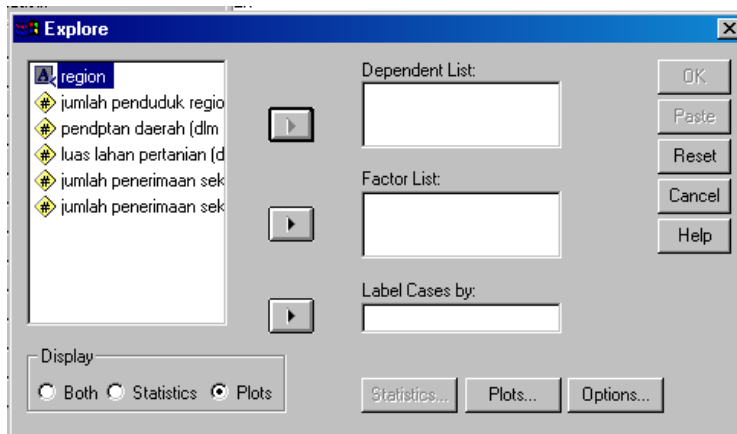 Explore
region
jumlah penduduk regio
pendptan daerah (dlm
luas lahan pertanian (d
jumlah penerimaan sek
jumlah penerimaan sek
Dependent List:
Factor List:
Label Cases by:
OK
Paste
Reset
Cancel
Help
Display
Both Statistics Plots
Statistics... Plots... Options...